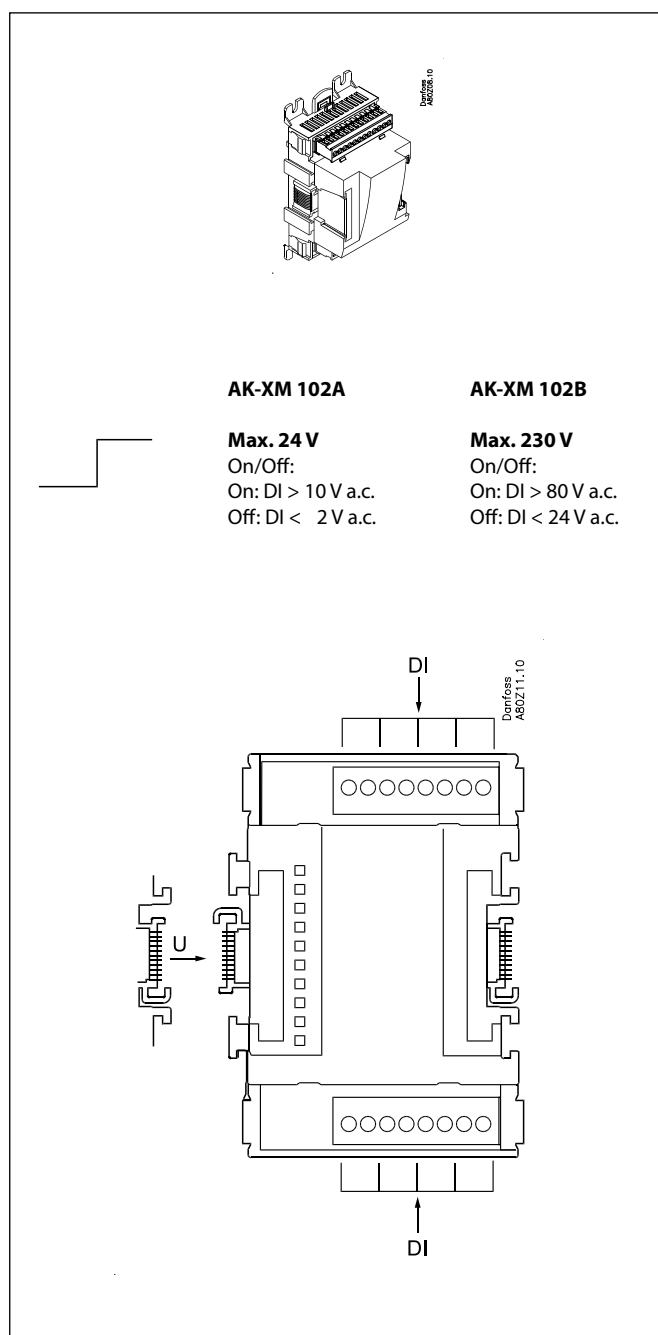 Danfoss
A80Z08.10
AK-XM 102A
Max. 24 V
On/Off:
On: DI > 10 V a.c.
Off: DI < 2 V a.c.
AK-XM 102B
Max. 230 V
On/Off:
On: DI > 80 V a.c.
Off: DI < 24 V a.c.
DI
Danfoss
A80Z11.10
U
DI